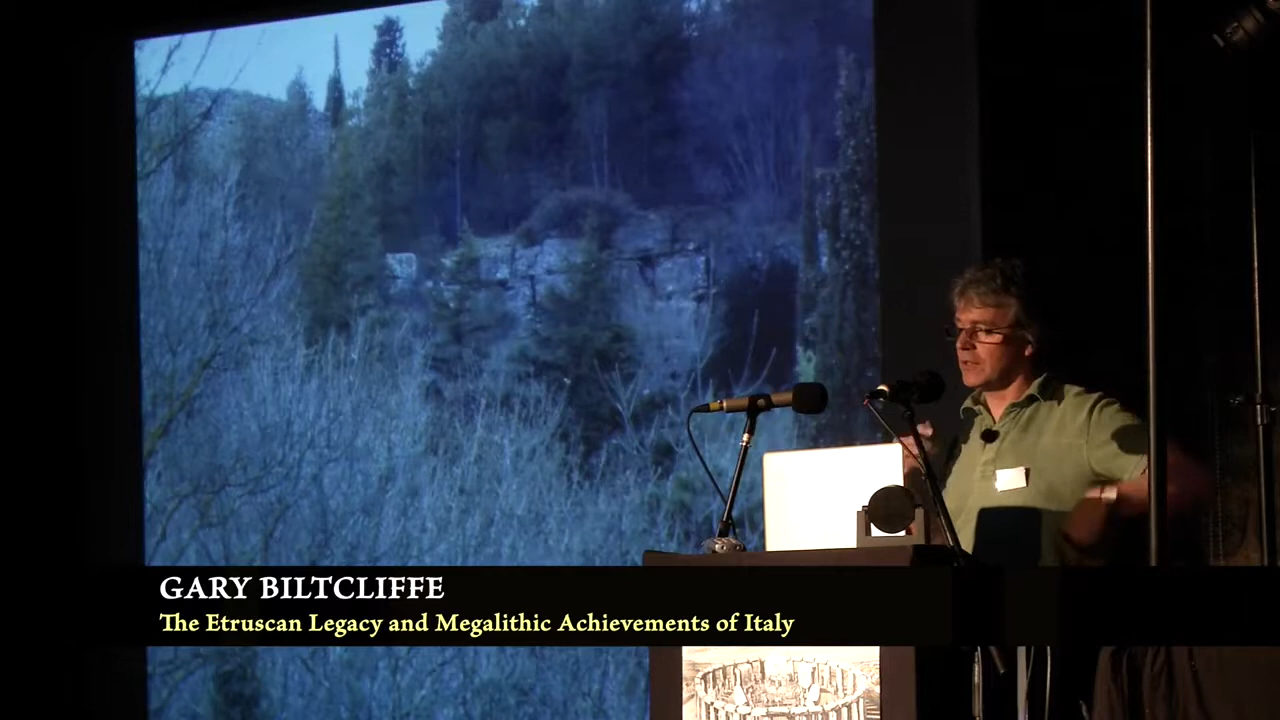 GARY BILTCLIFFE
The Etruscan Legacy and Megalithic Achievements of Italy